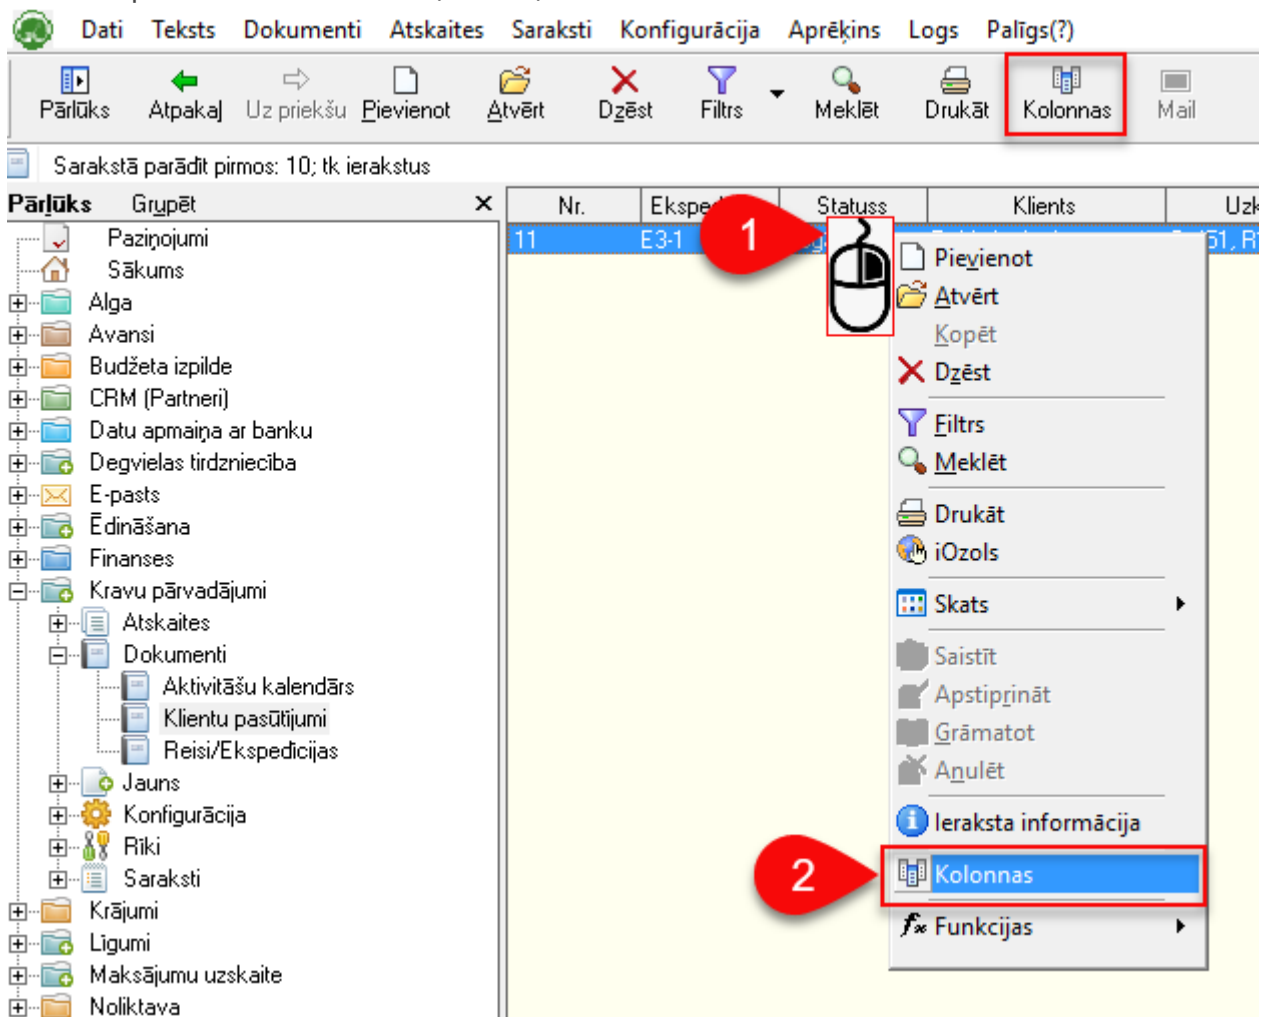 Dati Teksts Dokumenti Atskaites Saraksti Konfigurācija Aprēķins Logs Palīgs(?)
Pārlūks Atpakaļ Uz priekšu Pievienot Atvērt Dzēst Filtrs Meklēt Drukāt Kolonnas Mail
Sarakstā parādīt pirmos: 10; tk ierakstus
Pārlūks Grupēt
Nr. Statuss Klients
11 E3-1
1
Paziņojumi
Sākums
Alga
Avansi
Budžeta izpilde
CRM (Partneri)
Datu apmaiņa ar banku
Degvielas tirdzniecība
E-pasts
Ēdināšana
Finanses
Kravu pārvadājumi
Atskaites
Dokumenti
Aktivitāšu kalendārs
Klientu pasūtījumi
Reisi/Ekspedīcijas
Jauns
Konfigurācija
Rīki
Saraksti
Krājumi
Līgumi
Maksājumu uzskaite
Noliktava
Pievienot
Atvērt
Kopēt
Dzēst
Filtrs
Meklēt
Drukāt
iOzols
Skats
Saistīt
Apstiprināt
Grāmatot
Anulēt
Ieraksta informācija
2
Kolonnas
Funkcijas